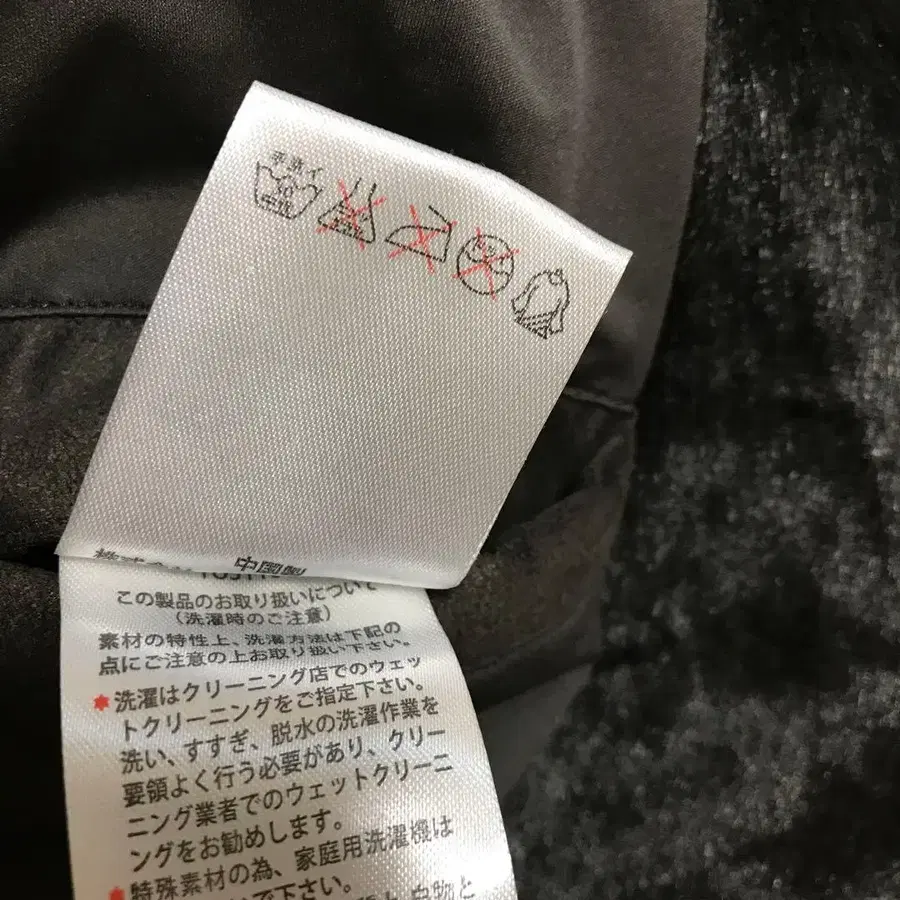 手洗イ
30
中国製
この製品のお取り扱いについて
(洗濯時のご注意)
素材の特性上、洗濯方法は下記の
点にご注意の上お取り扱い下さい。
*洗濯はクリーニング店でのウェッ
トクリーニングをご指定下さい。
洗い、すすぎ、脱水の洗濯作業を
要領よく行う必要があり、クリー
ニング業者でのウェットクリーニ
ングをお勧めします。
*特殊素材の為、家庭用洗濯機は
下さい。